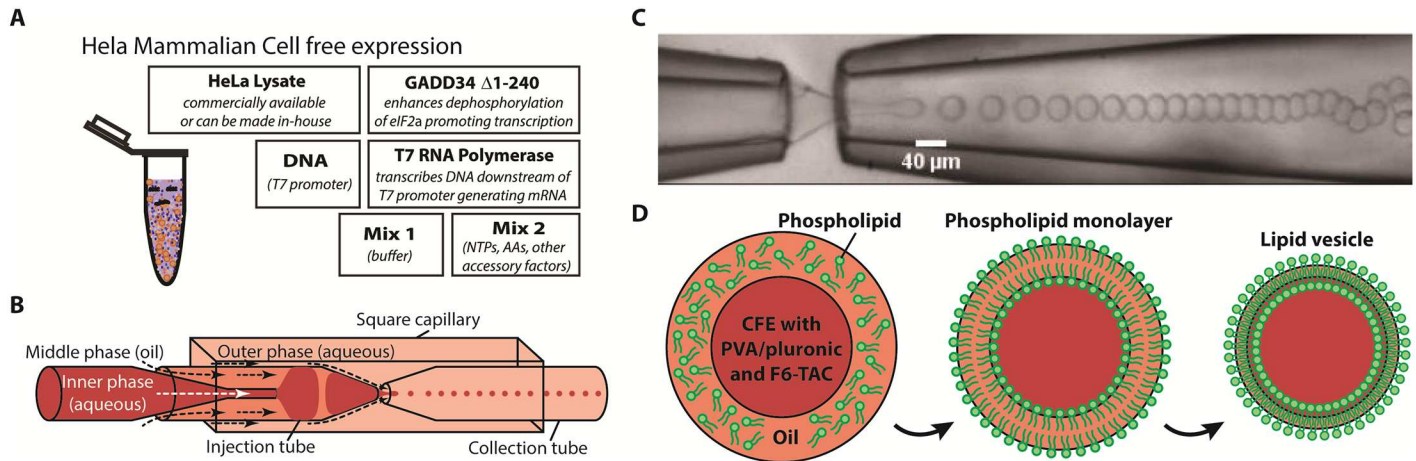 A
Hela Mammalian Cell free expression
HeLa Lysate
commercially available
or can be made in-house
GADD34 Δ1-240
enhances dephosphorylation
of eIF2a promoting transcription
DNA
(T7 promoter)
T7 RNA Polymerase
transcribes DNA downstream of
T7 promoter generating mRNA
Mix 1
(buffer)
Mix 2
(NTPs, AAs, other
accessory factors)
B
Square capillary
Middle phase (oil)
Outer phase (aqueous)
Inner phase
(aqueous)
Injection tube
Collection tube
C
40 µm
D
Phospholipid
CFE with
PVA/pluronic
and F6-TAC
Oil
Phospholipid monolayer
Lipid vesicle